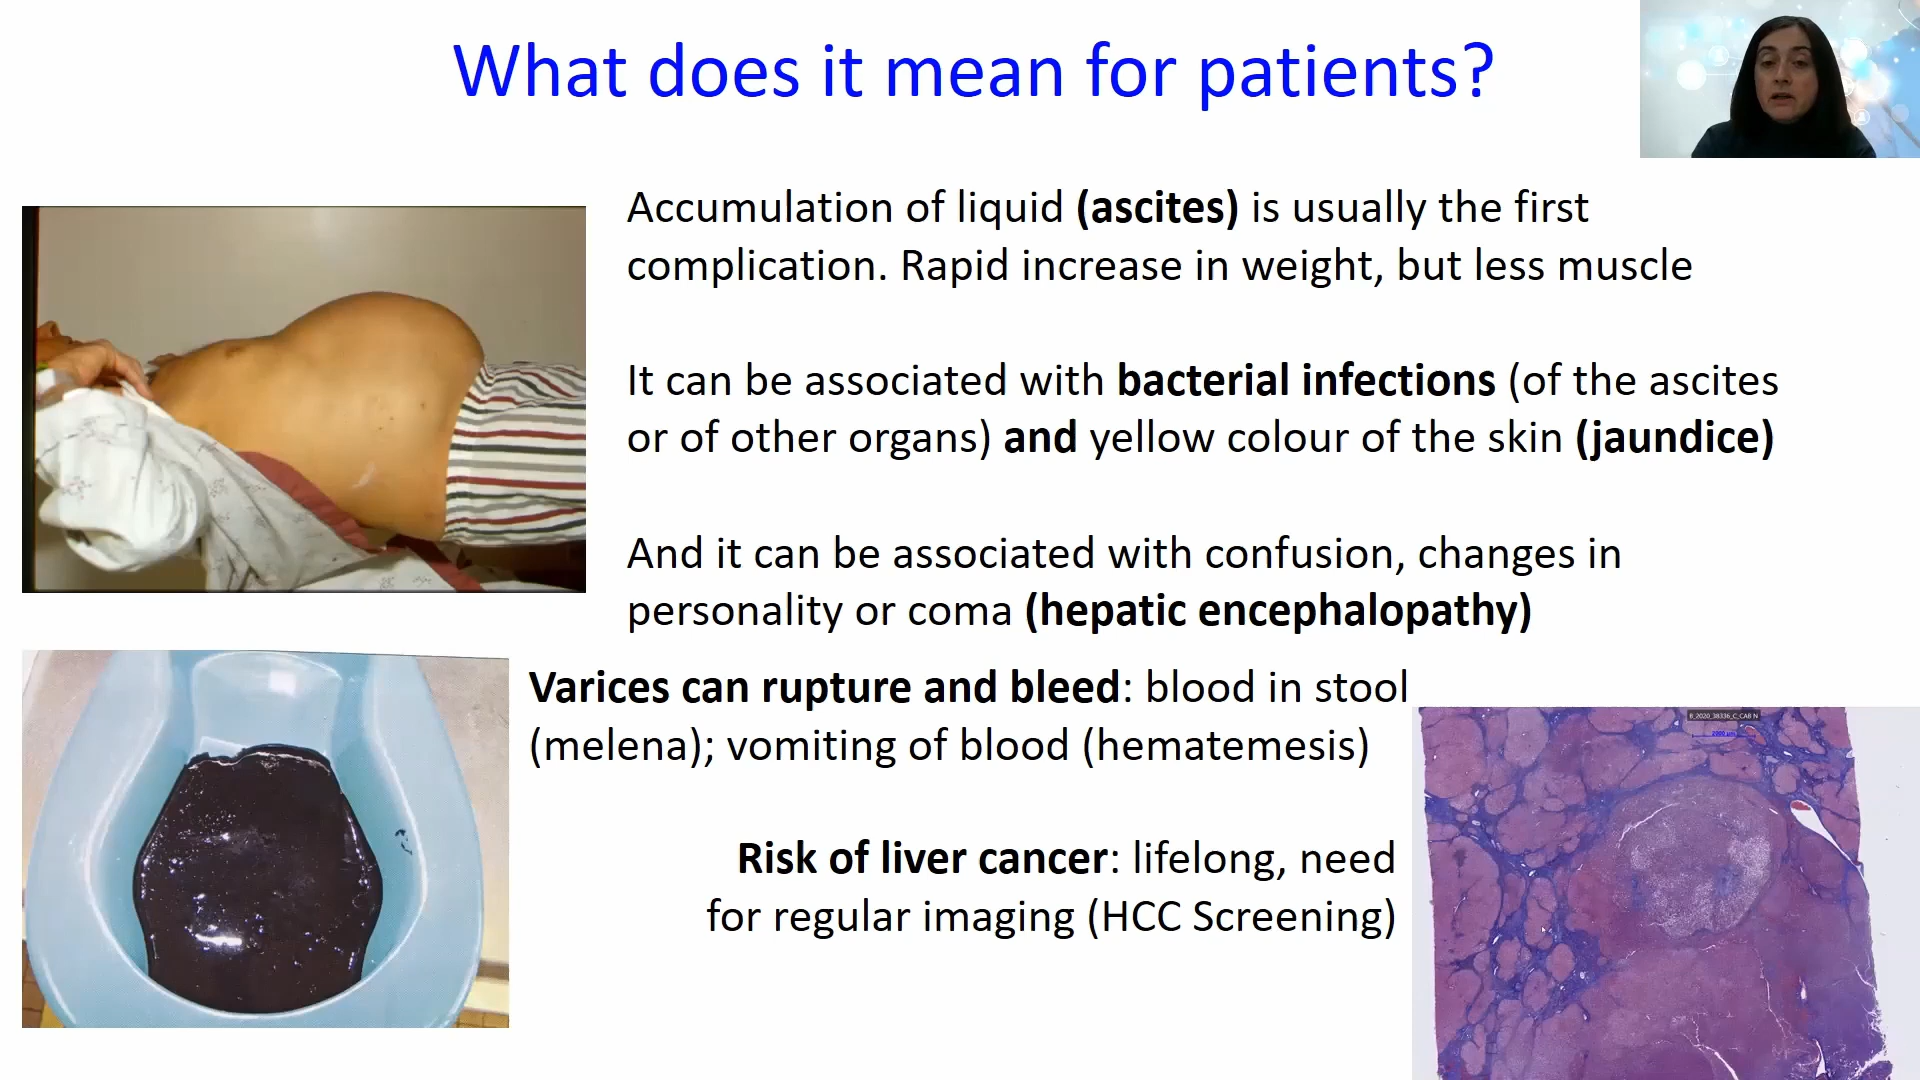 What does it mean for patients?
Accumulation of liquid (ascites) is usually the first
complication. Rapid increase in weight, but less muscle
It can be associated with bacterial infections (of the ascites
or of other organs) and yellow colour of the skin (jaundice)
And it can be associated with confusion, changes in
personality or coma (hepatic encephalopathy)
Varices can rupture and bleed: blood in stool
(melena); vomiting of blood (hematemesis)
Risk of liver cancer: lifelong, need
for regular imaging (HCC Screening)